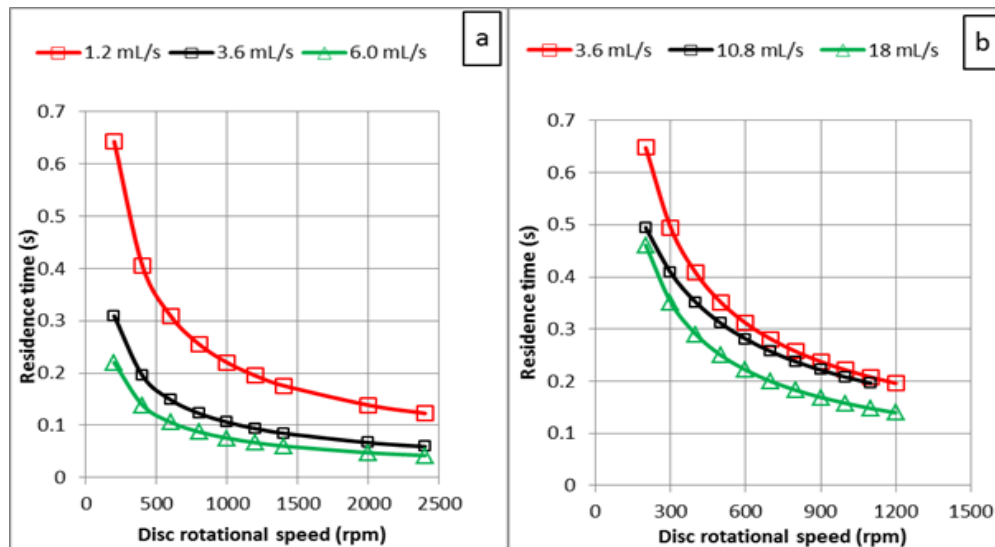 a
1.2 mL/s 3.6 mL/s 6.0 mL/s
0.7
0.6
0.5
0.4
0.3
0.2
0.1
0
Residence time (s)
0 500 1000 1500 2000 2500
Disc rotational speed (rpm)
b
3.6 mL/s 10.8 mL/s 18 mL/s
0.7
0.6
0.5
0.4
0.3
0.2
0.1
0
Residence time (s)
0 300 600 900 1200 1500
Disc rotational speed (rpm)